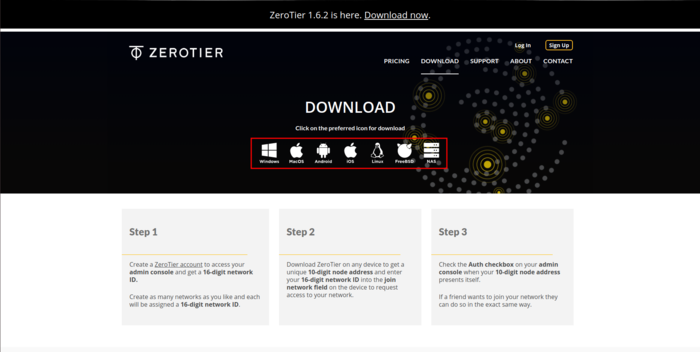 ZeroTier 1.6.2 is here. Download now.
ZEROTIER
Log In
Sign Up
PRICING
DOWNLOAD
SUPPORT
ABOUT
CONTACT
DOWNLOAD
Click on the preferred icon for download
Windows
MacOS
Android
iOS
Linux
FreeBSD
NAS
Step 1
Create a ZeroTier account to access your
admin console and get a 16-digit network
ID.
Create as many networks as you like and each
will be assigned a 16-digit network ID.
Step 2
Download ZeroTier on any device to get a
unique 10-digit node address and enter
your 16-digit network ID into the join
network field on the device to request
access to your network.
Step 3
Check the Auth checkbox on your admin
console when your 10-digit node address
presents itself.
If a friend wants to join your network they
can do so in the exact same way.